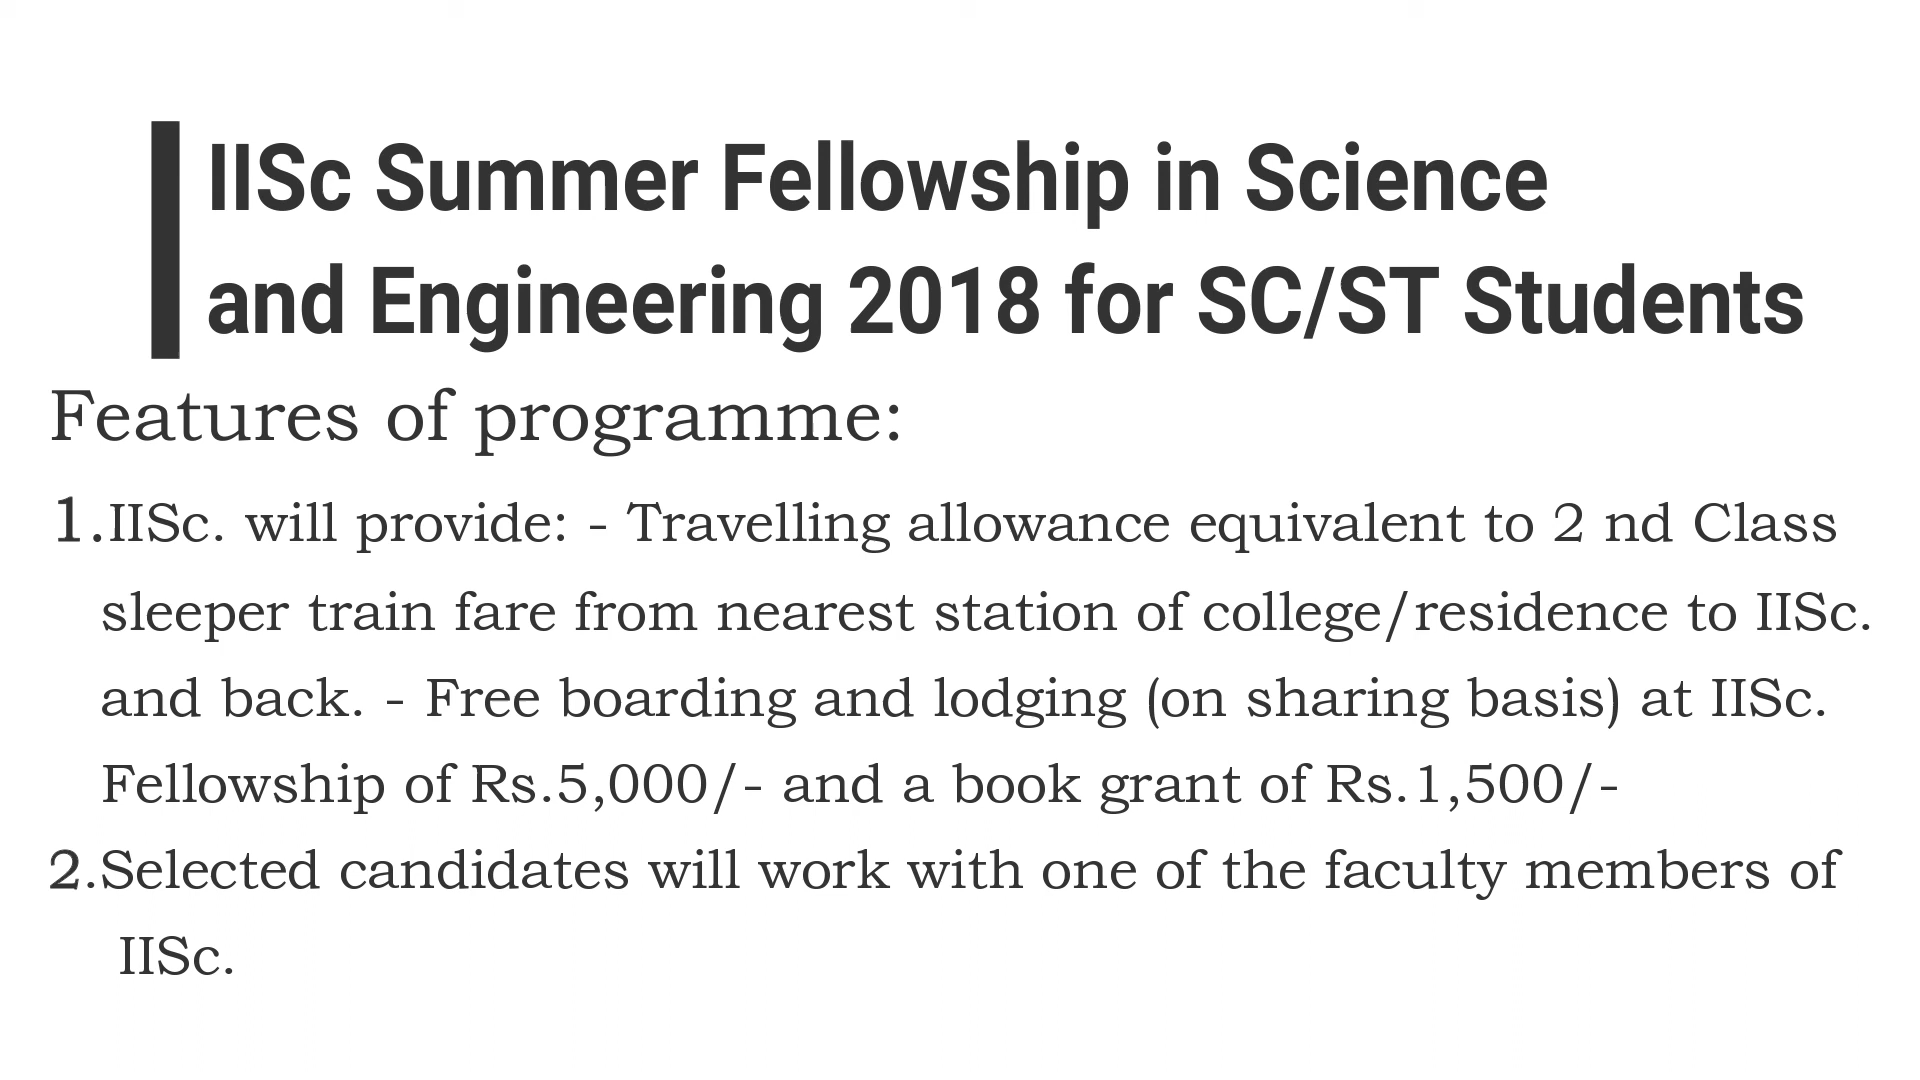 IISc Summer Fellowship in Science
and Engineering 2018 for SC/ST Students
Features of programme:
1.IISc. will provide: - Travelling allowance equivalent to 2 nd Class
sleeper train fare from nearest station of college/residence to IISc.
and back. - Free boarding and lodging (on sharing basis) at IISc.
Fellowship of Rs.5,000/- and a book grant of Rs.1,500/-
2.Selected candidates will work with one of the faculty members of
IISc.